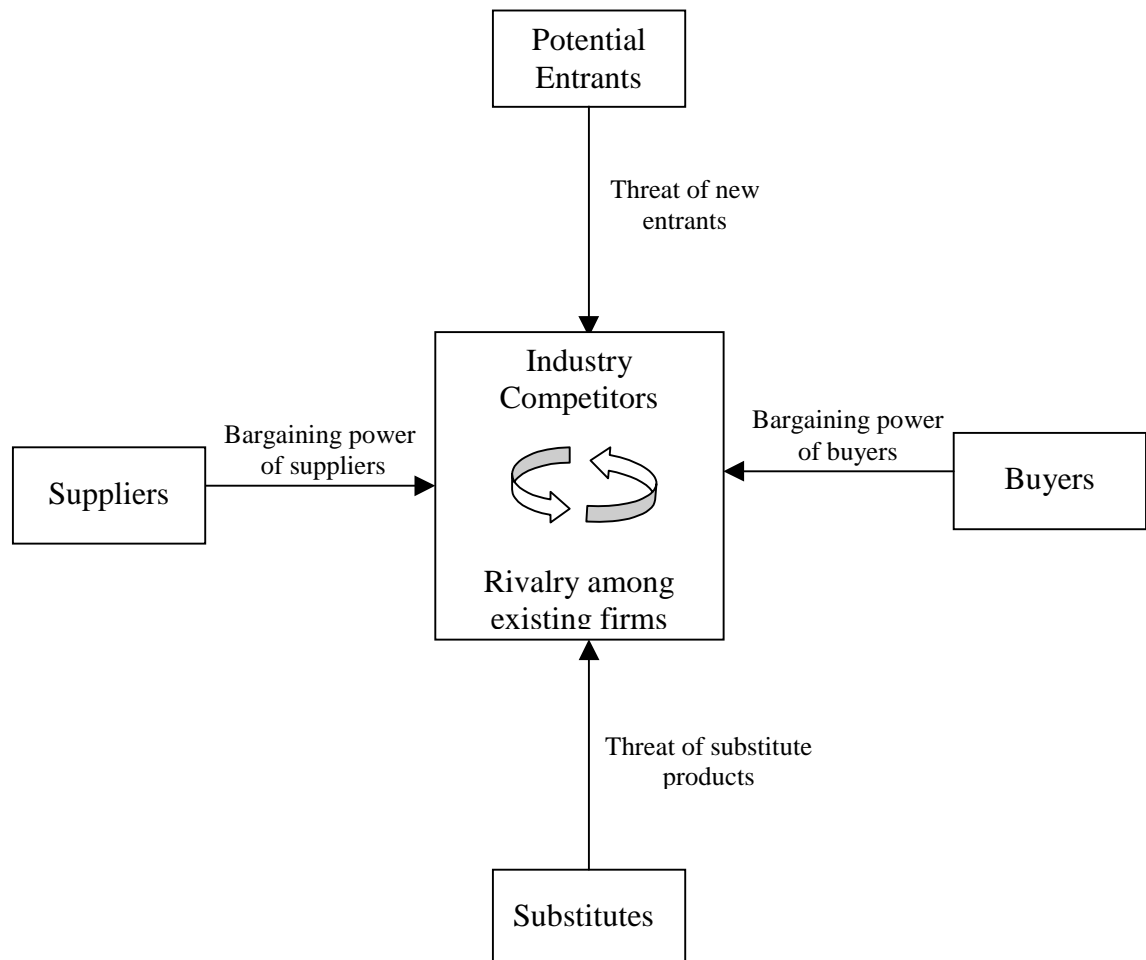 Potential
Entrants
Threat of new
entrants
Industry
Competitors
Bargaining power
of suppliers
Bargaining power
of buyers
Suppliers
Buyers
Rivalry among
existing firms
Threat of substitute
products
Substitutes